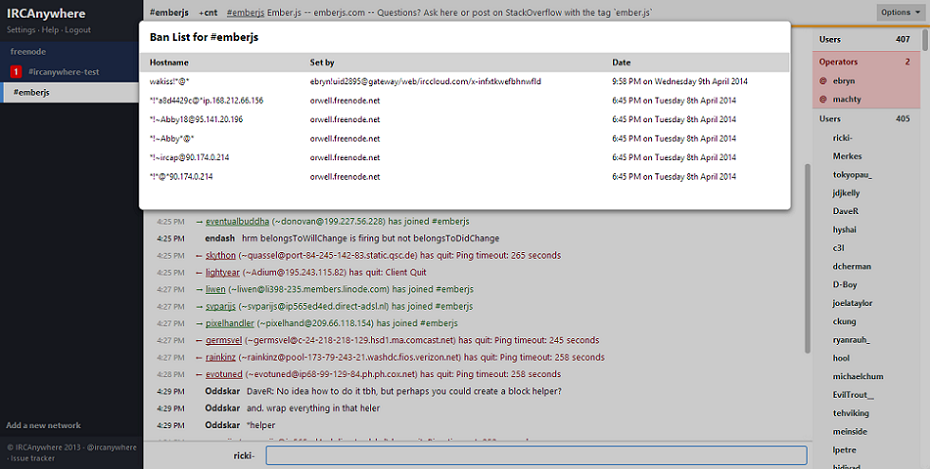 IRCAnywhere
Settings · Help · Logout
freenode
1 #ircanywhere-test
#emberjs
Add a new network
© IRCAnywhere 2013 · @ircanywhere
· Issue tracker
#emberjs +cnt #emberjs Ember.js -- emberjs.com -- Questions? Ask here or post on StackOverflow with the tag `ember.js`
Options
Ban List for #emberjs
Hostname Set by Date
wakiss!*@* ebryn!uid2895@gateway/web/irccloud.com/x-infxtkwefbhnwfld 9:58 PM on Wednesday 9th April 2014
*!*a8d4429c@*ip.168.212.66.156 orwell.freenode.net 6:45 PM on Tuesday 8th April 2014
*!~Abby18@95.141.20.196 orwell.freenode.net 6:45 PM on Tuesday 8th April 2014
*!~Abby*@* orwell.freenode.net 6:45 PM on Tuesday 8th April 2014
*!~ircap@90.174.0.214 orwell.freenode.net 6:45 PM on Tuesday 8th April 2014
*!*@*90.174.0.214 orwell.freenode.net 6:45 PM on Tuesday 8th April 2014
4:25 PM → eventualbuddha (~donovan@199.227.56.228) has joined #emberjs
4:25 PM endash hrm belongsToWillChange is firing but not belongsToDidChange
4:25 PM ← skython (~quassel@port-84-245-142-83.static.qsc.de) has quit: Ping timeout: 265 seconds
4:25 PM ← lightyear (~Adium@195.243.115.82) has quit: Client Quit
4:27 PM → liwen (~liwen@li398-235.members.linode.com) has joined #emberjs
4:27 PM → svparijs (~svparijs@ip565ed4ed.direct-adsl.nl) has joined #emberjs
4:27 PM → pixelhandler (~pixelhand@209.66.118.154) has joined #emberjs
4:27 PM ← germsvel (~germsvel@c-24-218-218-129.hsd1.ma.comcast.net) has quit: Ping timeout: 245 seconds
4:27 PM ← rainkinz (~rainkinz@pool-173-79-243-21.washdc.fios.verizon.net) has quit: Ping timeout: 258 seconds
4:28 PM ← evotuned (~evotuned@ip68-99-129-84.ph.ph.cox.net) has quit: Ping timeout: 258 seconds
4:29 PM Oddskar DaveR: No idea how to do it tbh, but perhaps you could create a block helper?
4:29 PM Oddskar and. wrap everything in that heler
4:29 PM Oddskar *helper
ricki-
Users 407
Operators 2
@ ebryn
@ machty
Users 405
ricki-
Merkes
tokyopau_
jdjkelly
DaveR
hyshai
c3l
dcherman
D-Boy
joelataylor
ckung
ryanrauh_
hool
michaelchum
EvilTrout__
tehviking
meinside
lpetre